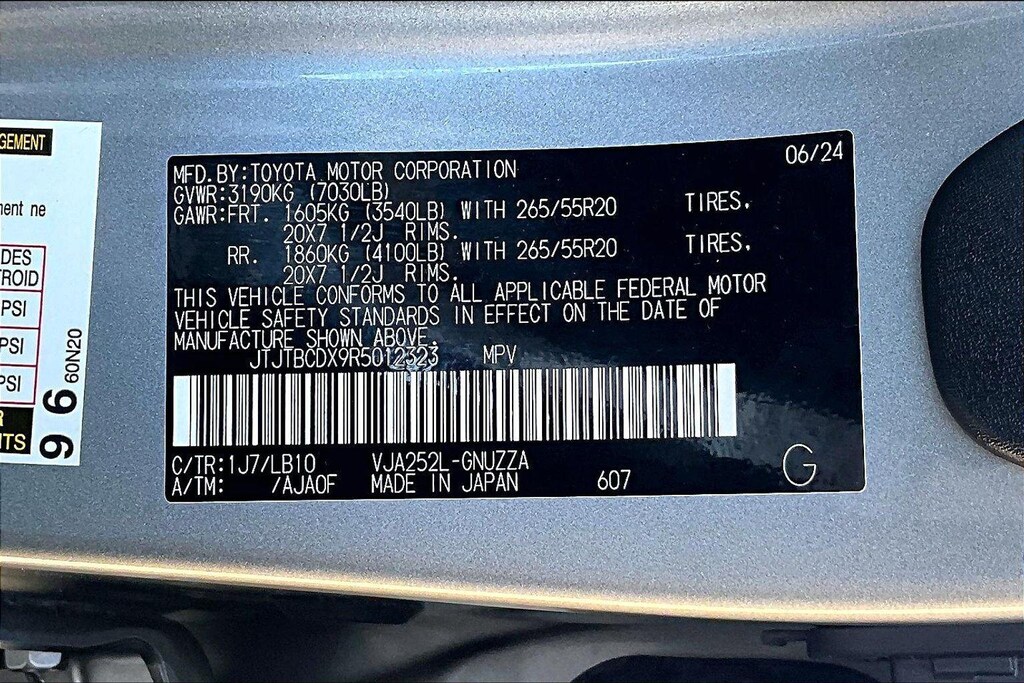 GEMENT
ment ne
DES
TROID
PSI
PSI
PSI
R
ITS
60N20
96
MFD.BY:TOYOTA MOTOR CORPORATION 06/24
GVWR:3190KG (7030LB)
GAWR:FRT. 1605KG (3540LB) WITH 265/55R20 TIRES,
20X7 1/2J RIMS.
RR. 1860KG (4100LB) WITH 265/55R20 TIRES,
20X7 1/2J RIMS.
THIS VEHICLE CONFORMS TO ALL APPLICABLE FEDERAL MOTOR
VEHICLE SAFETY STANDARDS IN EFFECT ON THE DATE OF
MANUFACTURE SHOWN ABOVE.
JTJTBCDX9R5012323 MPV
C/TR:1J7/LB10 VJA252L-GNUZZA
A/TM: /AJA0F MADE IN JAPAN 607 G